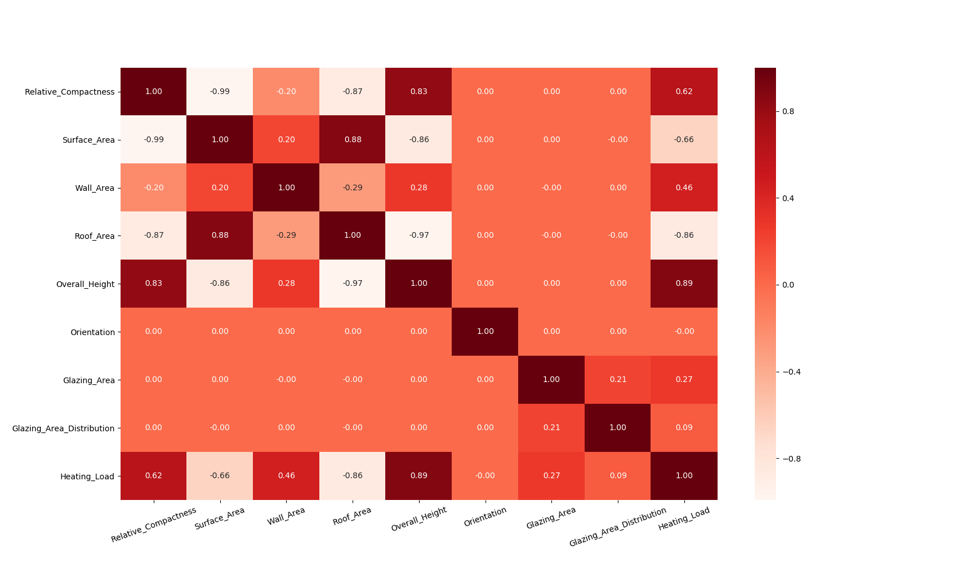 Relative_Compactness 1.00 -0.99 -0.20 -0.87 0.83 0.00 0.00 0.00 0.62
Surface_Area -0.99 1.00 0.20 0.88 -0.86 0.00 0.00 -0.00 -0.66
Wall_Area -0.20 0.20 1.00 -0.29 0.28 0.00 -0.00 0.00 0.46
Roof_Area -0.87 0.88 -0.29 1.00 -0.97 0.00 -0.00 -0.00 -0.86
Overall_Height 0.83 -0.86 0.28 -0.97 1.00 0.00 0.00 0.00 0.89
Orientation 0.00 0.00 0.00 0.00 0.00 1.00 0.00 0.00 -0.00
Glazing_Area 0.00 0.00 -0.00 -0.00 0.00 0.00 1.00 0.21 0.27
Glazing_Area_Distribution 0.00 -0.00 0.00 -0.00 0.00 0.00 0.21 1.00 0.09
Heating_Load 0.62 -0.66 0.46 -0.86 0.89 -0.00 0.27 0.09 1.00
Relative_Compactness Surface_Area Wall_Area Roof_Area Overall_Height Orientation Glazing_Area Glazing_Area_Distribution Heating_Load
0.8
0.4
0.0
−0.4
−0.8